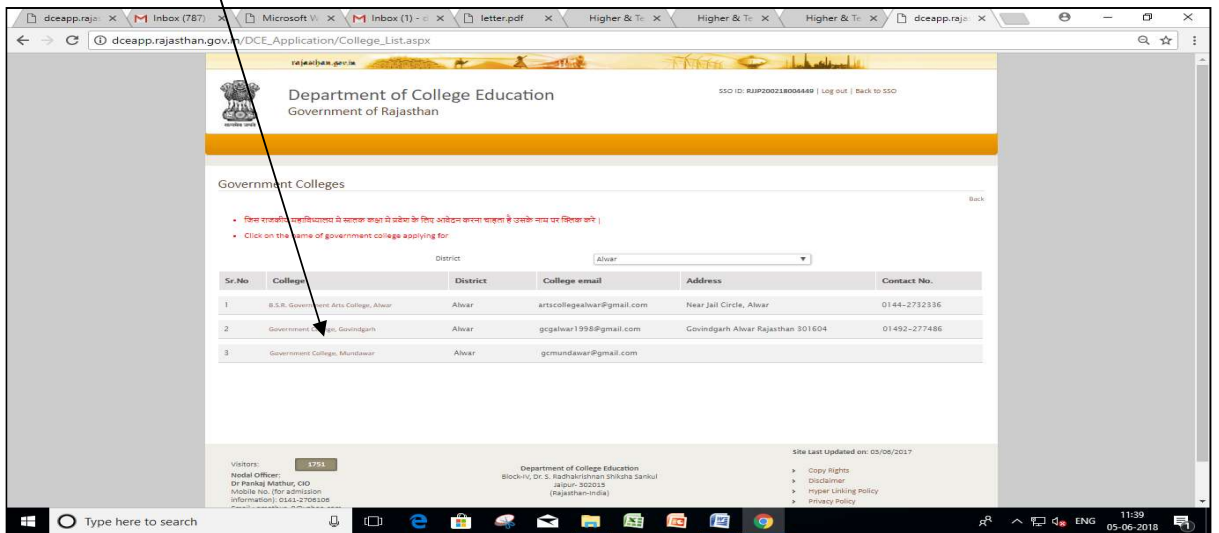 dceapp.raja
Inbox (787)
Microsoft W
Inbox (1) - d
letter.pdf
Higher & Te
Higher & Te
Higher & Te
dceapp.raja
dceapp.rajasthan.gov.in/DCE_Application/College_List.aspx
rajasthan.gov.in
Department of College Education
Government of Rajasthan
SSO ID: RJJP200218004449 | Log out | Back to SSO
Government Colleges
Back
जिस राजकीय महाविद्यालय मे स्नातक कक्षा मे प्रवेश के लिए आवेदन करना चाहता है उसके नाम पर क्लिक करे |
Click on the name of government college applying for
District Alwar
Sr.No College District College email Address Contact No.
1 B.S.R. Government Arts College, Alwar Alwar artscollegealwar@gmail.com Near Jail Circle, Alwar 0144-2732336
2 Government College, Govindgarh Alwar gcgalwar1998@gmail.com Govindgarh Alwar Rajasthan 301604 01492-277486
3 Government College, Mundawar Alwar gcmundawar@gmail.com
Visitors: 1751
Nodal Officer:
Dr Pankaj Mathur, CIO
Mobile No. (for admission
information): 0141-2706106
Department of College Education
Block-IV, Dr. S. Radhakrishnan Shiksha Sankul
Jaipur- 302015
(Rajasthan-India)
Site Last Updated on: 05/06/2017
Copy Rights
Disclaimer
Hyper Linking Policy
Privacy Policy
Type here to search
ENG
11:39
05-06-2018